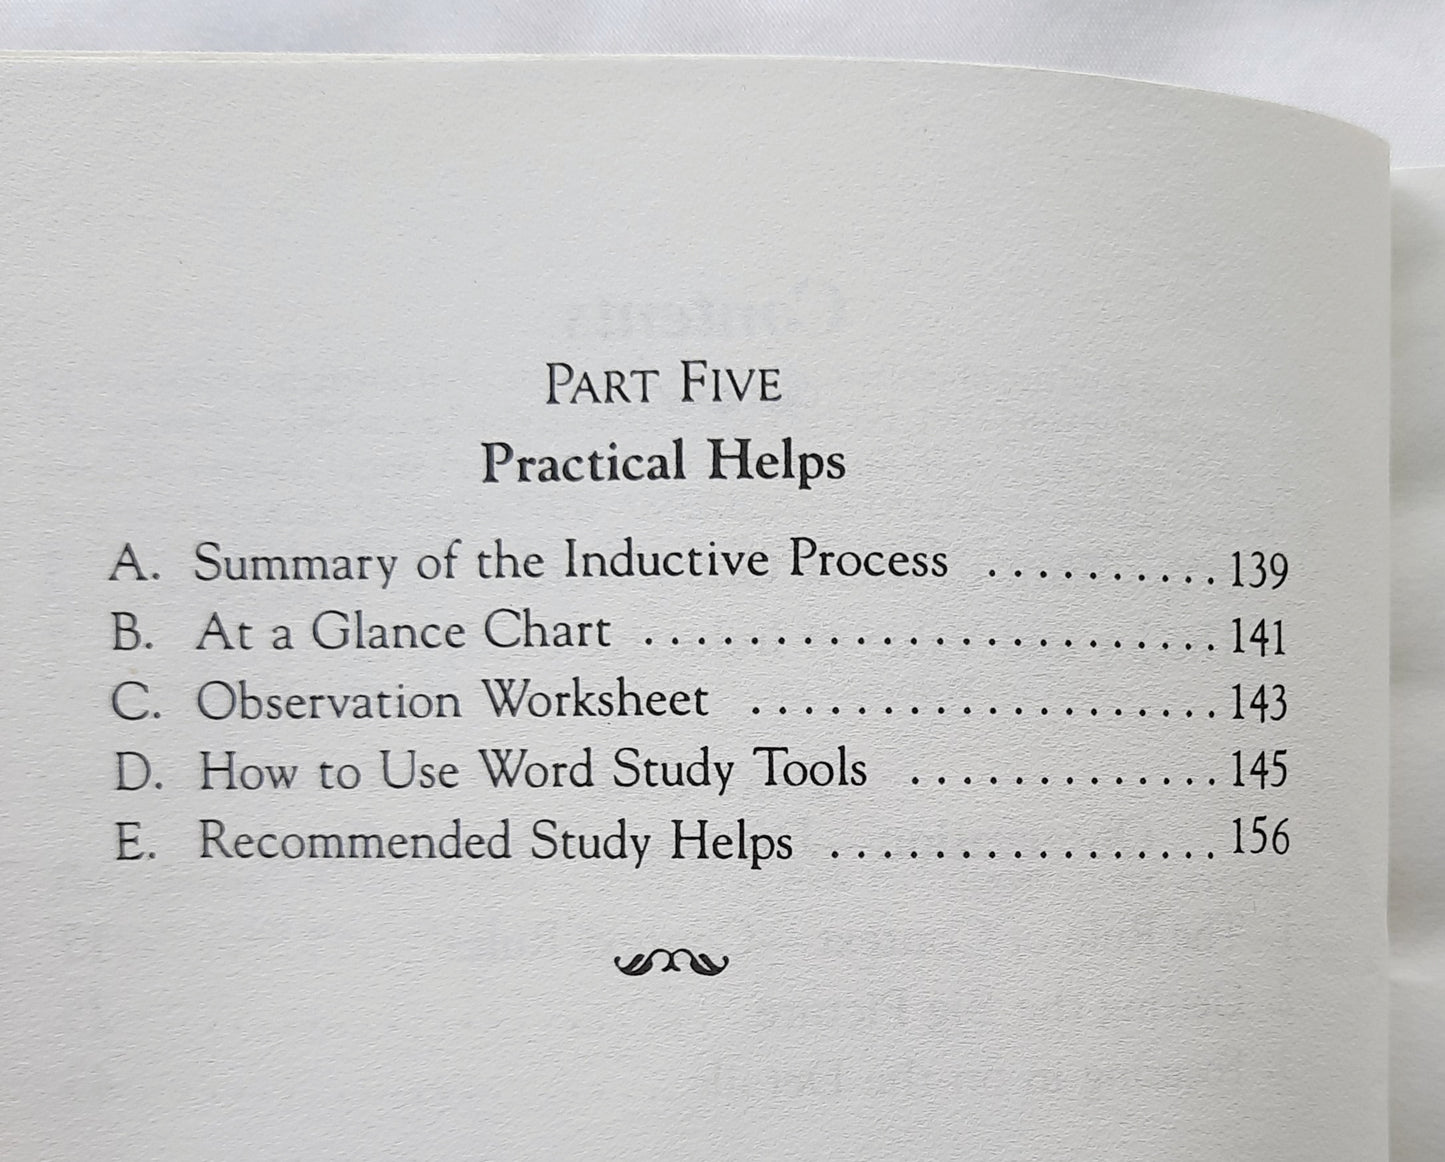 PART FIVE
Practical Helps
A. Summary of the Inductive Process .......... 139
B. At a Glance Chart ...................... 141
C. Observation Worksheet .................. 143
D. How to Use Word Study Tools ............ 145
E. Recommended Study Helps ............... 156